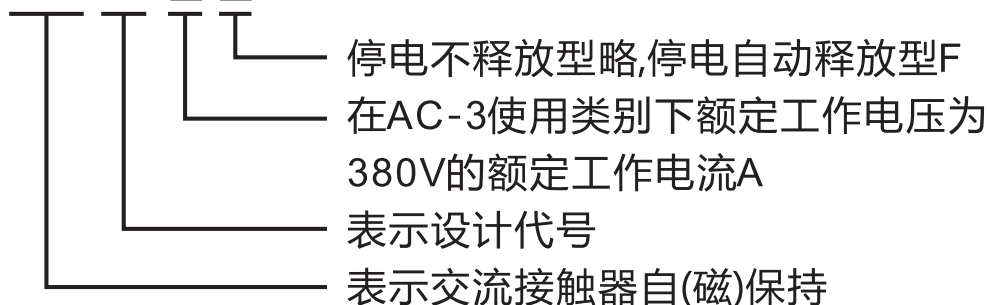 停电不释放型略,停电自动释放型F
在AC-3使用类别下额定工作电压为
380V的额定工作电流A
表示设计代号
表示交流接触器自(磁)保持